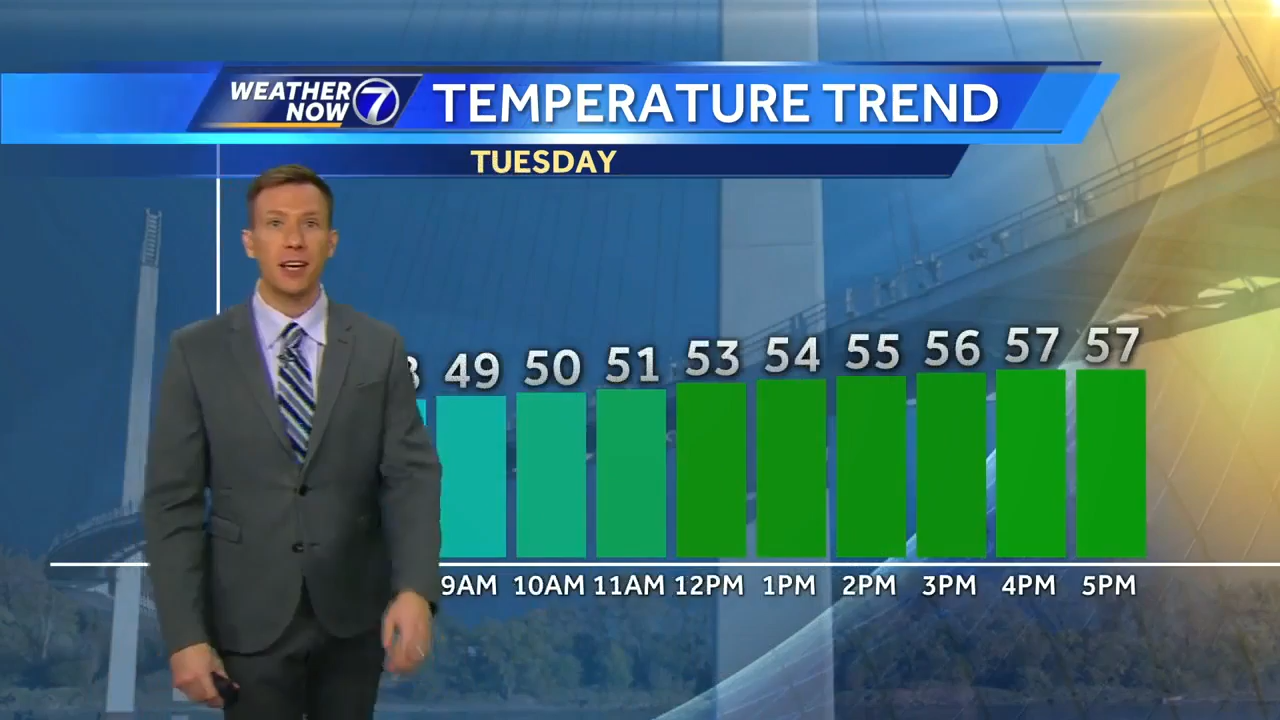 WEATHER
NOW 7
TEMPERATURE TREND
TUESDAY
49 50 51 53 54 55 56 57 57
9AM 10AM 11AM 12PM 1PM 2PM 3PM 4PM 5PM